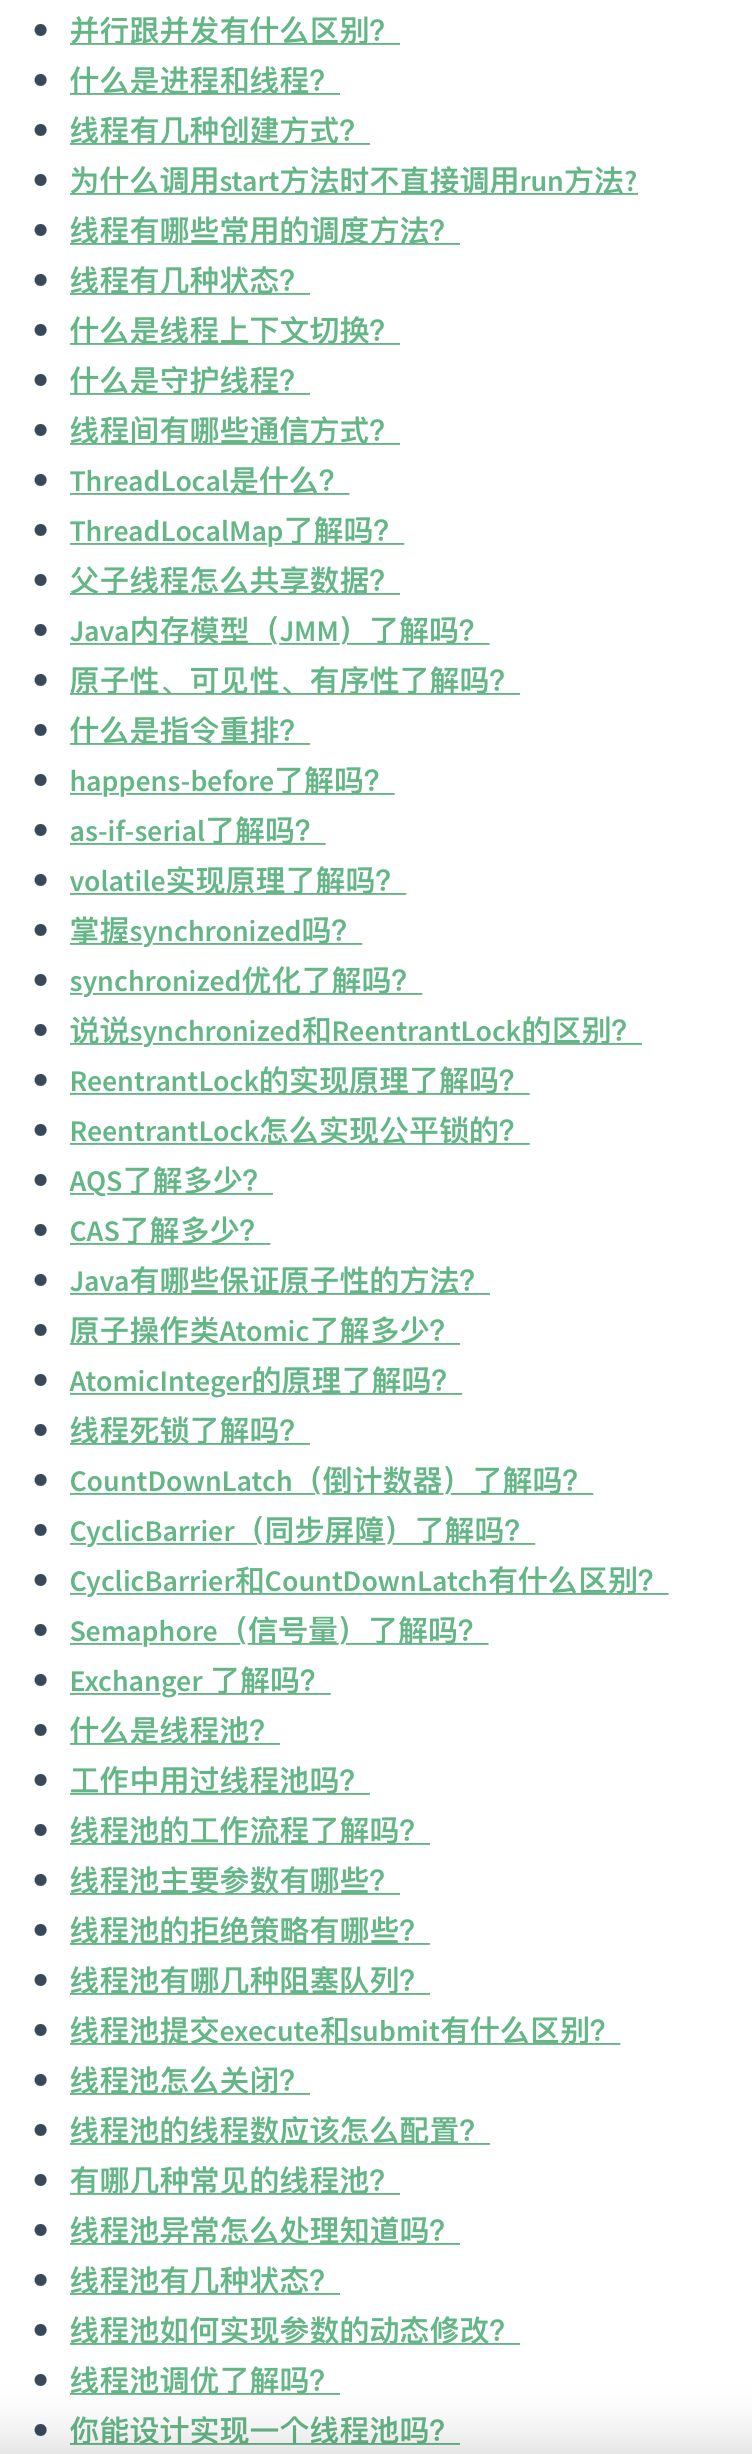 并行跟并发有什么区别？
什么是进程和线程？
线程有几种创建方式？
为什么调用start方法时不直接调用run方法?
线程有哪些常用的调度方法？
线程有几种状态？
什么是线程上下文切换？
什么是守护线程？
线程间有哪些通信方式？
ThreadLocal是什么？
ThreadLocalMap了解吗？
父子线程怎么共享数据？
Java内存模型（JMM）了解吗？
原子性、可见性、有序性了解吗？
什么是指令重排？
happens-before了解吗？
as-if-serial了解吗？
volatile实现原理了解吗？
掌握synchronized吗？
synchronized优化了解吗？
说说synchronized和ReentrantLock的区别？
ReentrantLock的实现原理了解吗？
ReentrantLock怎么实现公平锁的？
AQS了解多少？
CAS了解多少？
Java有哪些保证原子性的方法？
原子操作类Atomic了解多少？
AtomicInteger的原理了解吗？
线程死锁了解吗？
CountDownLatch（倒计数器）了解吗？
CyclicBarrier（同步屏障）了解吗？
CyclicBarrier和CountDownLatch有什么区别？
Semaphore（信号量）了解吗？
Exchanger 了解吗？
什么是线程池？
工作中用过线程池吗？
线程池的工作流程了解吗？
线程池主要参数有哪些？
线程池的拒绝策略有哪些？
线程池有哪几种阻塞队列？
线程池提交execute和submit有什么区别？
线程池怎么关闭？
线程池的线程数应该怎么配置？
有哪几种常见的线程池？
线程池异常怎么处理知道吗？
线程池有几种状态？
线程池如何实现参数的动态修改？
线程池调优了解吗？
你能设计实现一个线程池吗？